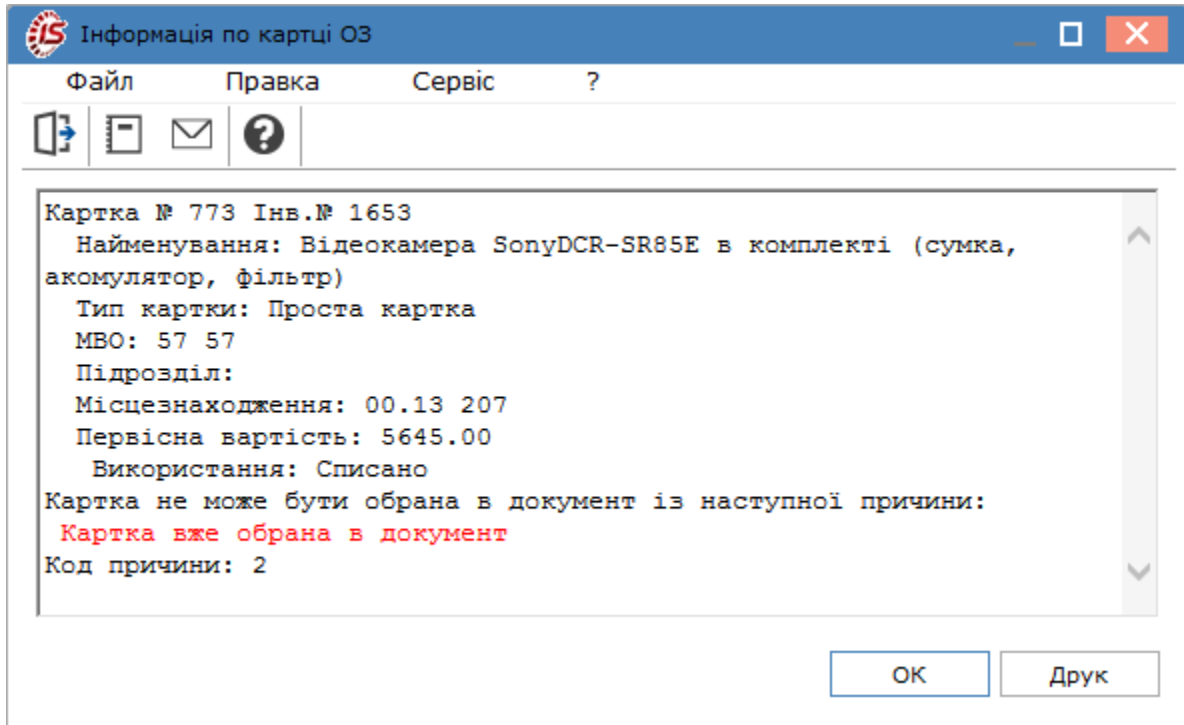 Інформація по картці ОЗ
Файл Правка Сервіс ?
Картка № 773 Інв.№ 1653
Найменування: Відеокамера SonyDCR-SR85E в комплекті (сумка,
акомулятор, фільтр)
Тип картки: Проста картка
МВО: 57 57
Підрозділ:
Місцезнаходження: 00.13 207
Первісна вартість: 5645.00
Використання: Списано
Картка не може бути обрана в документ із наступної причини:
Картка вже обрана в документ
Код причини: 2
ОК Друк